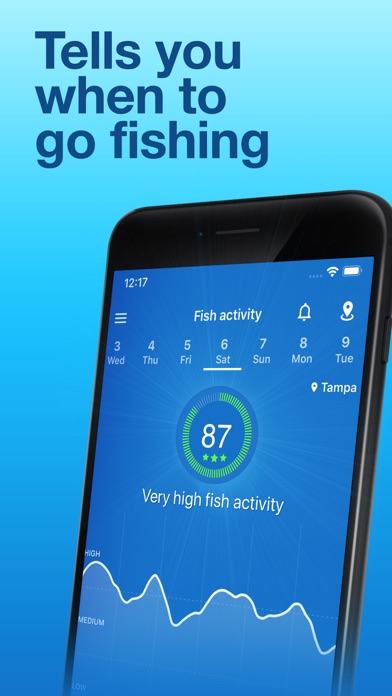 Tells you
when to
go fishing
12:17
Fish activity
3 4 5 6 7 8 9
Wed Thu Fri Sat Sun Mon Tue
Tampa
87
Very high fish activity
HIGH
MEDIUM
LOW